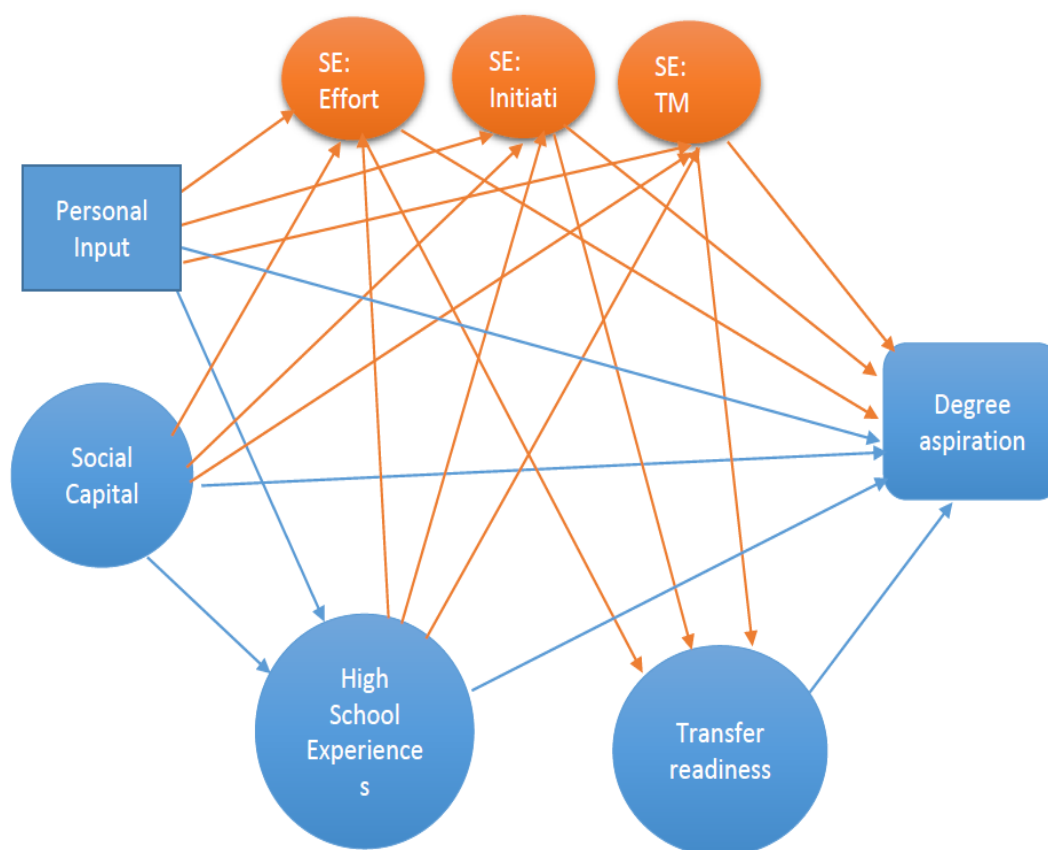 SE:
Effort
SE:
Initiati
SE:
TM
Personal
Input
Degree
aspiration
Social
Capital
High
School
Experience
s
Transfer
readiness